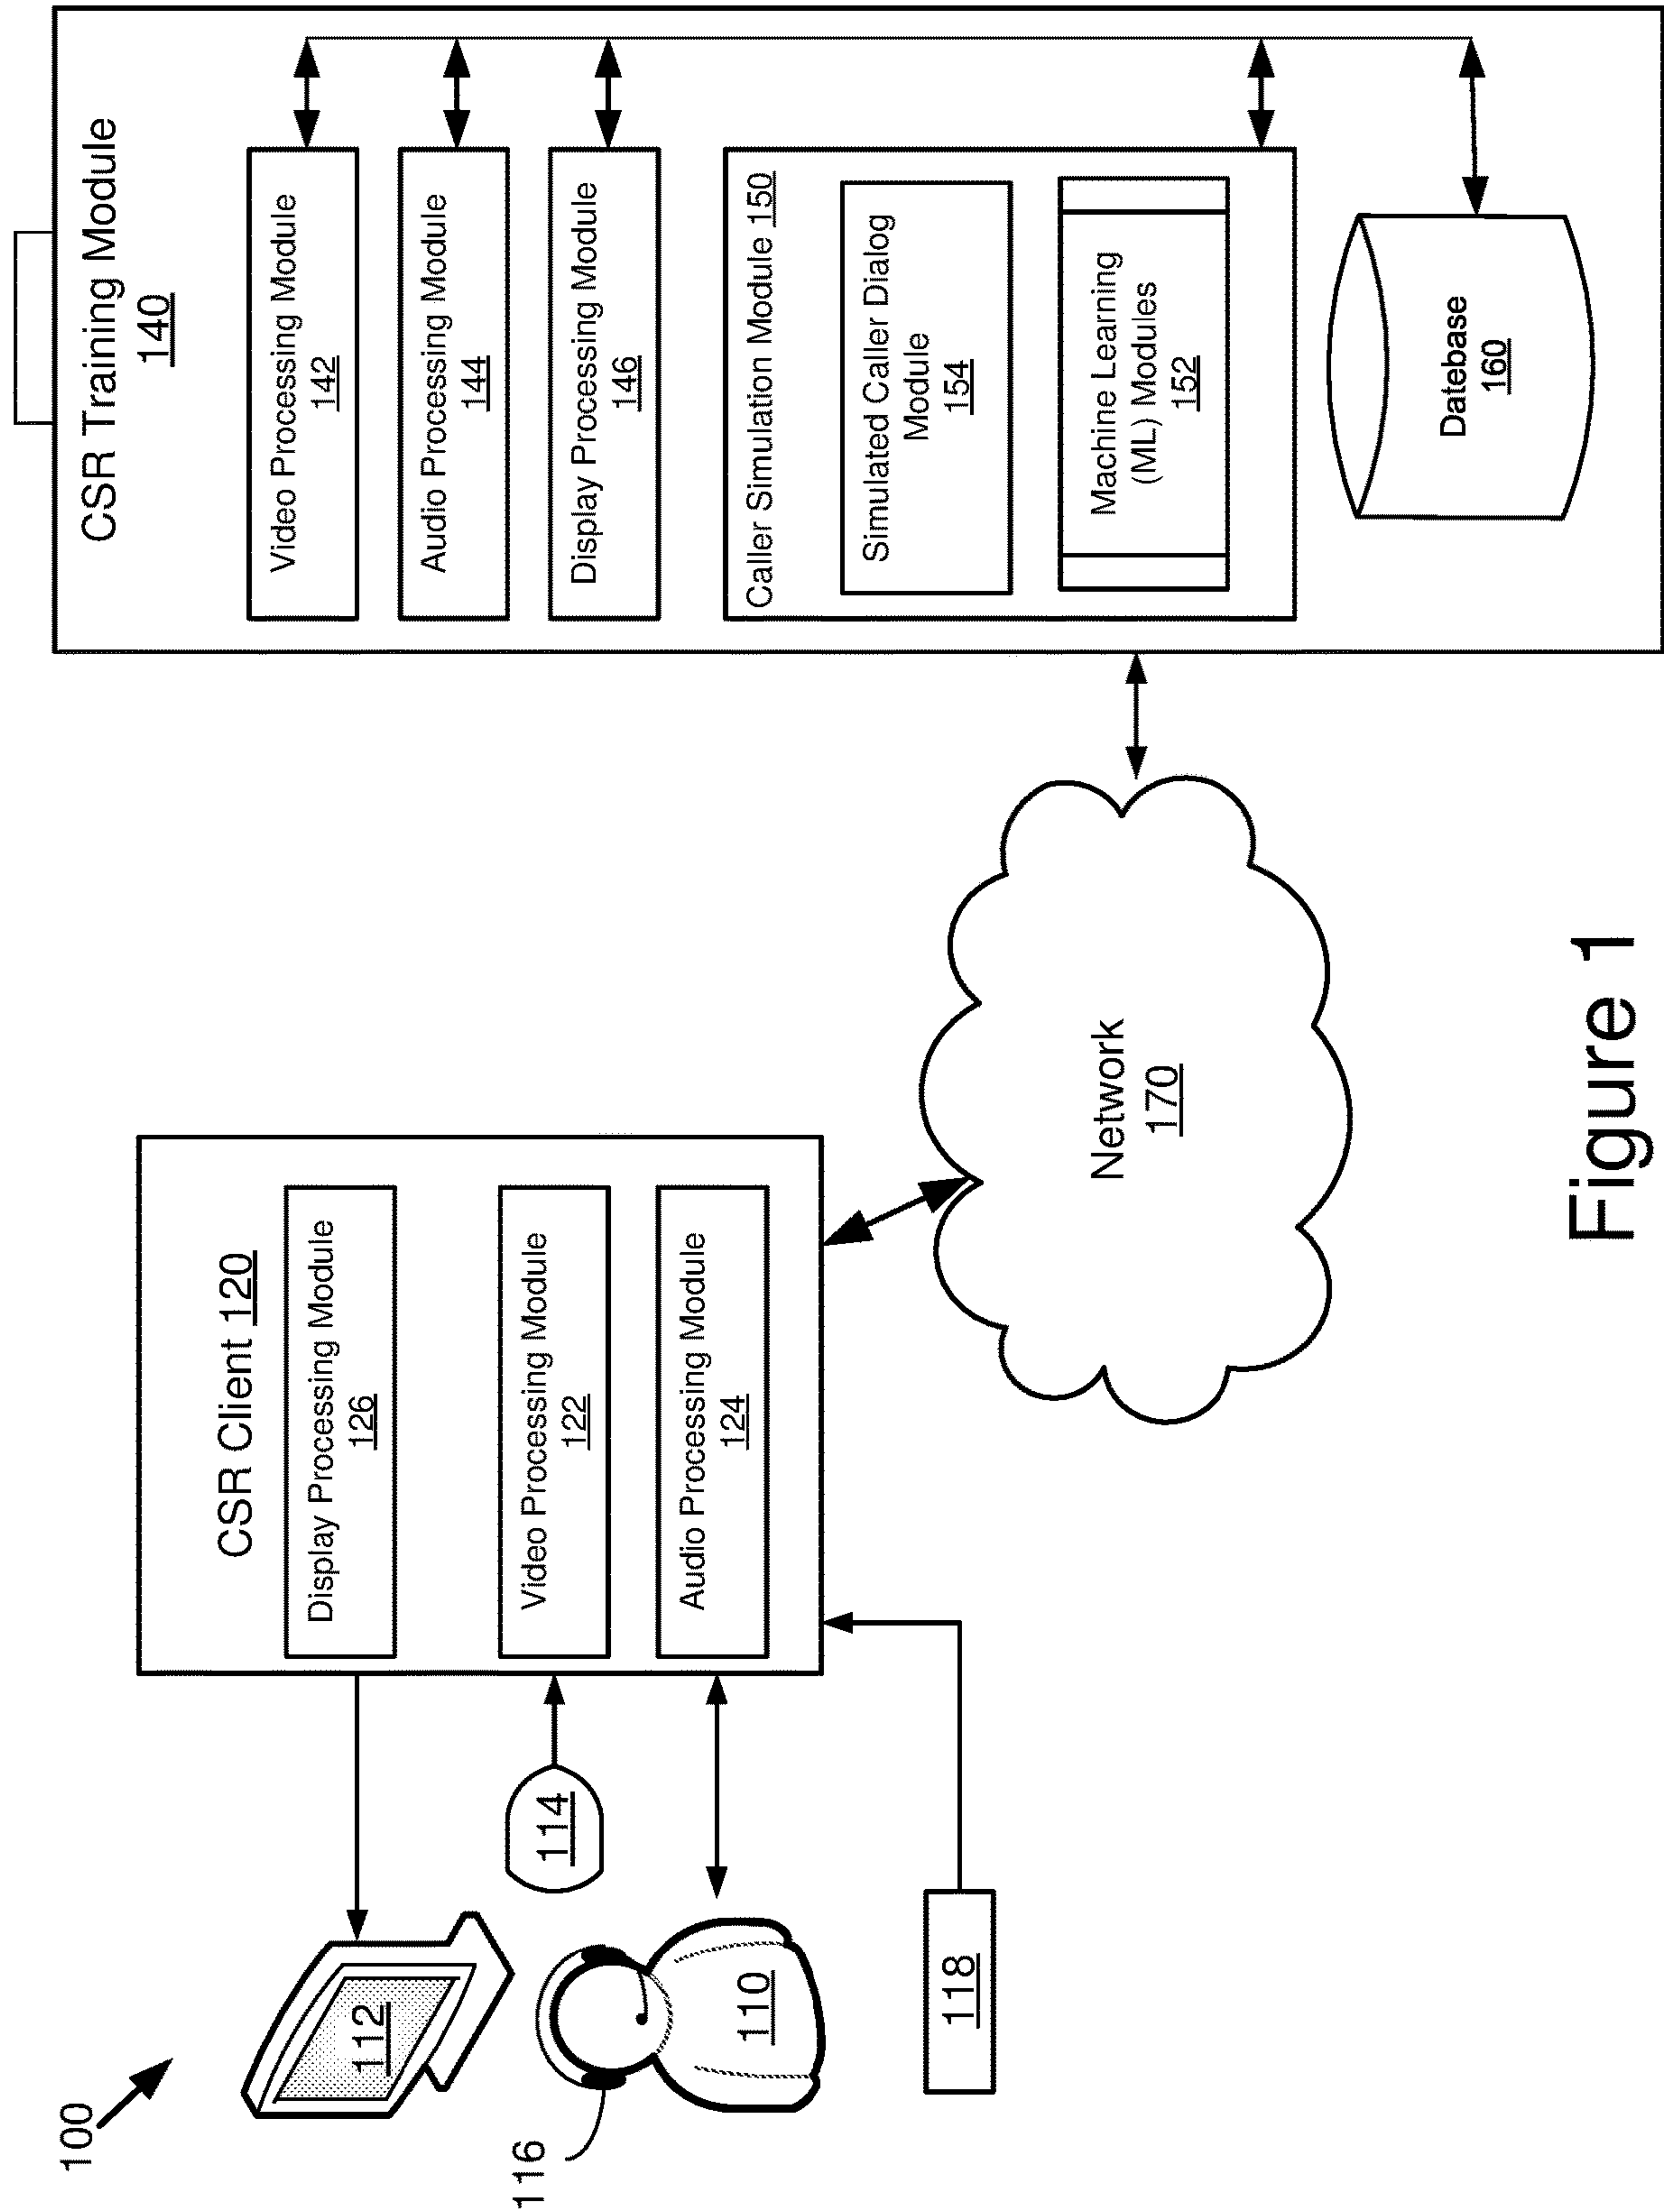 100
112
114
116
110
118
CSR Client 120
Display Processing Module
126
Video Processing Module
122
Audio Processing Module
124
Network
170
CSR Training Module
140
Video Processing Module
142
Audio Processing Module
144
Display Processing Module
146
Caller Simulation Module 150
Simulated Caller Dialog
Module
154
Machine Learning
(ML) Modules
152
Datebase
160
Figure 1